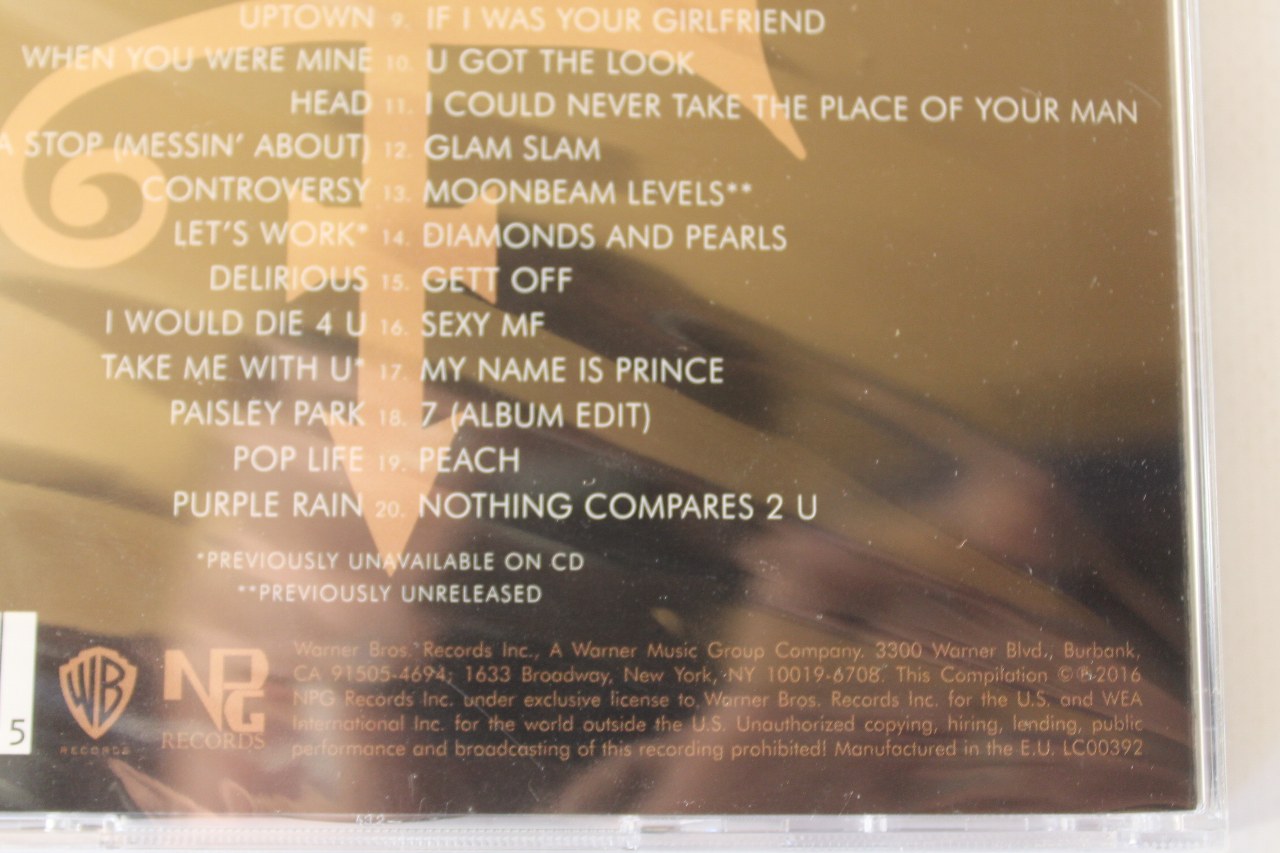 UPTOWN 9. IF I WAS YOUR GIRLFRIEND
WHEN YOU WERE MINE 10. U GOT THE LOOK
HEAD 11. I COULD NEVER TAKE THE PLACE OF YOUR MAN
A STOP (MESSIN' ABOUT) 12. GLAM SLAM
CONTROVERSY 13. MOONBEAM LEVELS**
LET'S WORK* 14. DIAMONDS AND PEARLS
DELIRIOUS 15. GETT OFF
I WOULD DIE 4 U 16. SEXY MF
TAKE ME WITH U* 17. MY NAME IS PRINCE
PAISLEY PARK 18. 7 (ALBUM EDIT)
POP LIFE 19. PEACH
PURPLE RAIN 20. NOTHING COMPARES 2 U
*PREVIOUSLY UNAVAILABLE ON CD
**PREVIOUSLY UNRELEASED
5
WB
RECORDS
NPG
RECORDS
Warner Bros. Records Inc., A Warner Music Group Company. 3300 Warner Blvd., Burbank,
CA 91505-4694; 1633 Broadway, New York, NY 10019-6708. This Compilation ©℗ 2016
NPG Records Inc. under exclusive license to Warner Bros. Records Inc. for the U.S. and WEA
International Inc. for the world outside the U.S. Unauthorized copying, hiring, lending, public
performance and broadcasting of this recording prohibited! Manufactured in the E.U. LC00392